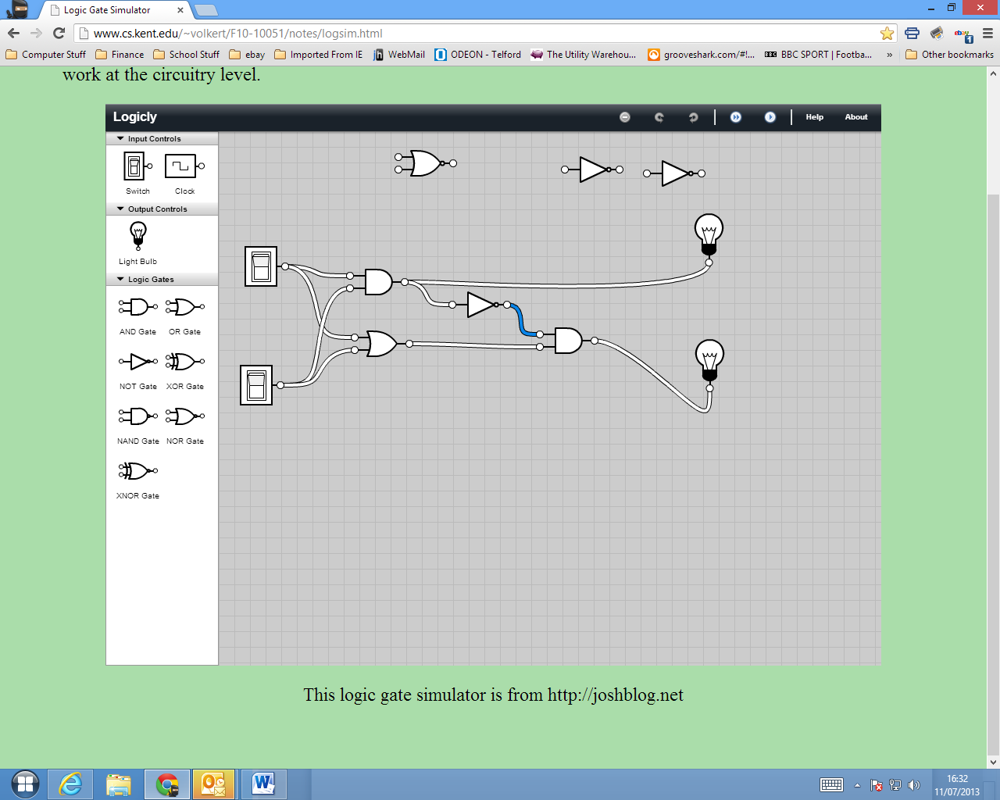 Logic Gate Simulator
www.cs.kent.edu/~volkert/F10-10051/notes/logsim.html
ebay
1
Computer Stuff Finance School Stuff ebay Imported From IE jh WebMail ODEON - Telford The Utility Warehou... grooveshark.com/#!... BBC BBC SPORT | Footba... » Other bookmarks
work at the circuitry level.
Logicly Help About
Input Controls
Switch Clock
Output Controls
Light Bulb
Logic Gates
AND Gate OR Gate
NOT Gate XOR Gate
NAND Gate NOR Gate
XNOR Gate
This logic gate simulator is from http://joshblog.net
16:32
11/07/2013